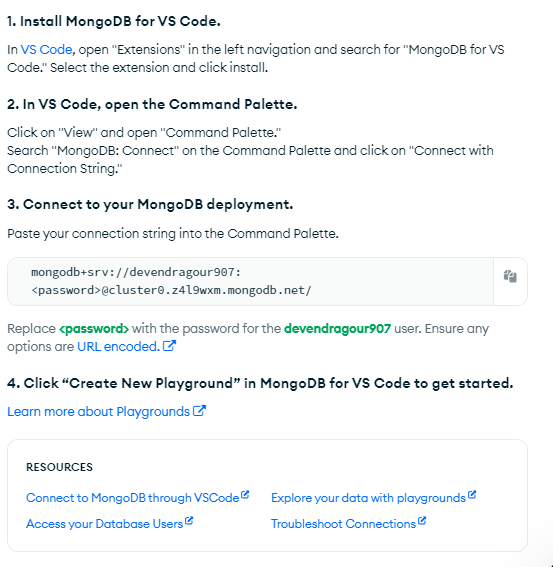 1. Install MongoDB for VS Code.
In VS Code, open "Extensions" in the left navigation and search for "MongoDB for VS
Code." Select the extension and click install.
2. In VS Code, open the Command Palette.
Click on "View" and open "Command Palette."
Search "MongoDB: Connect" on the Command Palette and click on "Connect with
Connection String."
3. Connect to your MongoDB deployment.
Paste your connection string into the Command Palette.
mongodb+srv://devendragour907:
<password>@cluster0.z4l9wxm.mongodb.net/
Replace <password> with the password for the devendragour907 user. Ensure any
options are URL encoded.
4. Click “Create New Playground” in MongoDB for VS Code to get started.
Learn more about Playgrounds
RESOURCES
Connect to MongoDB through VSCode
Explore your data with playgrounds
Access your Database Users
Troubleshoot Connections